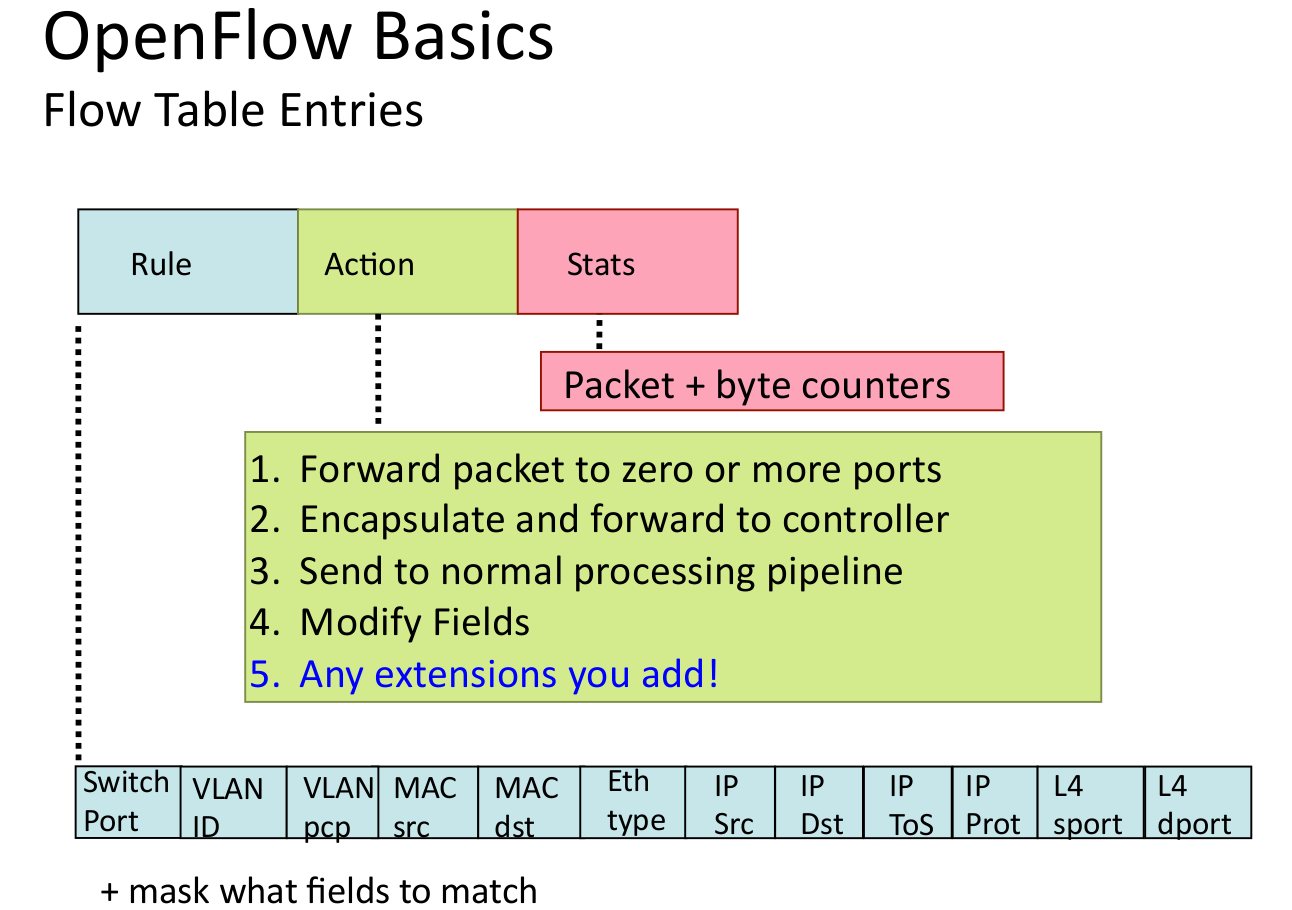 OpenFlow Basics
Flow Table Entries
Rule
Action
Stats
Packet + byte counters
1. Forward packet to zero or more ports
2. Encapsulate and forward to controller
3. Send to normal processing pipeline
4. Modify Fields
5. Any extensions you add!
Switch
Port
VLAN
ID
VLAN
pcp
MAC
src
MAC
dst
Eth
type
IP
Src
IP
Dst
IP
ToS
IP
Prot
L4
sport
L4
dport
+ mask what fields to match